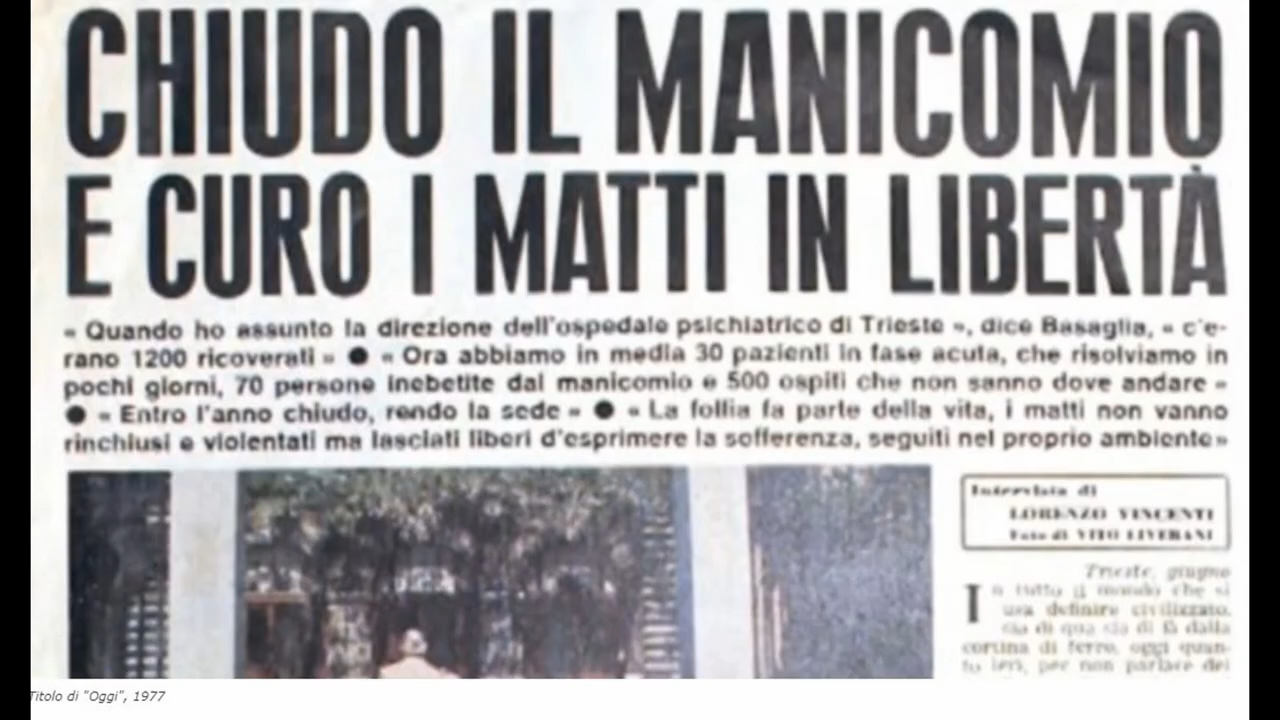 CHIUDO IL MANICOMIO
E CURO I MATTI IN LIBERTÀ
« Quando ho assunto la direzione dell'ospedale psichiatrico di Trieste », dice Basaglia, « c'e-
rano 1200 ricoverati » ● « Ora abbiamo in media 30 pazienti in fase acuta, che risolviamo in
pochi giorni, 70 persone inebetite dal manicomio e 500 ospiti che non sanno dove andare »
● « Entro l'anno chiudo, rendo la sede » ● « La follia fa parte della vita, i matti non vanno
rinchiusi e violentati ma lasciati liberi d'esprimere la sofferenza, seguiti nel proprio ambiente»
Intervista di
LORENZO VINCENTI
Foto di VITO LIVERANI
Trieste, giugno
In tutto il mondo che si
usa definire civilizzato,
sia di qua sia di là dalla
cortina di ferro, oggi quan-
to ieri, per non parlare dei
Titolo di "Oggi", 1977